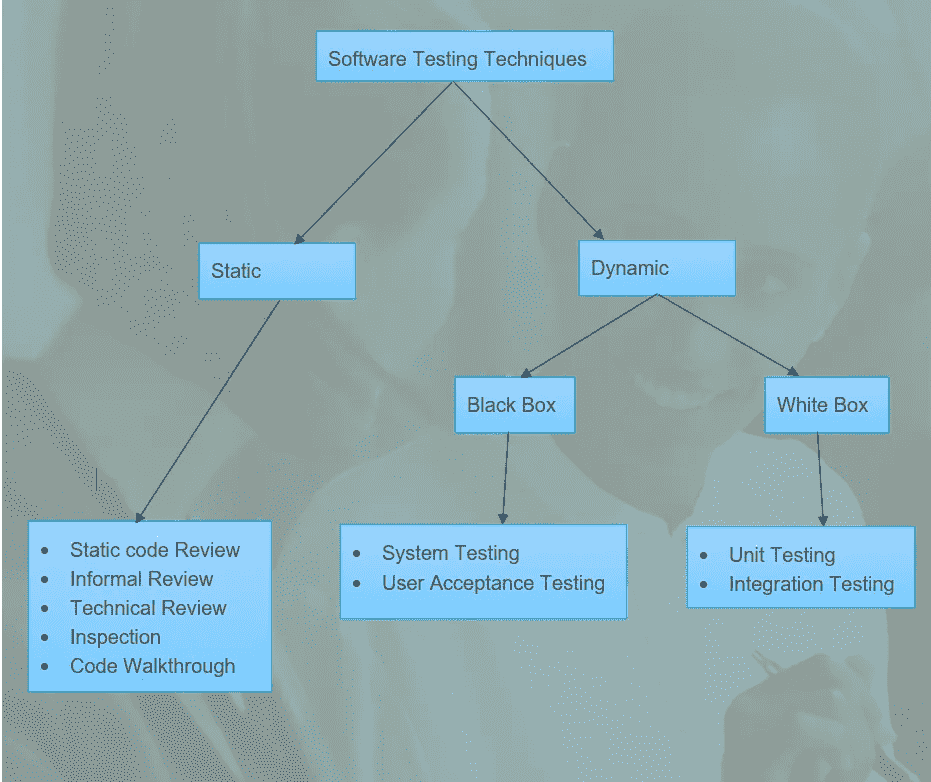 Software Testing Techniques
Static
Dynamic
Black Box
White Box
• Static code Review
• Informal Review
• Technical Review
• Inspection
• Code Walkthrough
• System Testing
• User Acceptance Testing
• Unit Testing
• Integration Testing